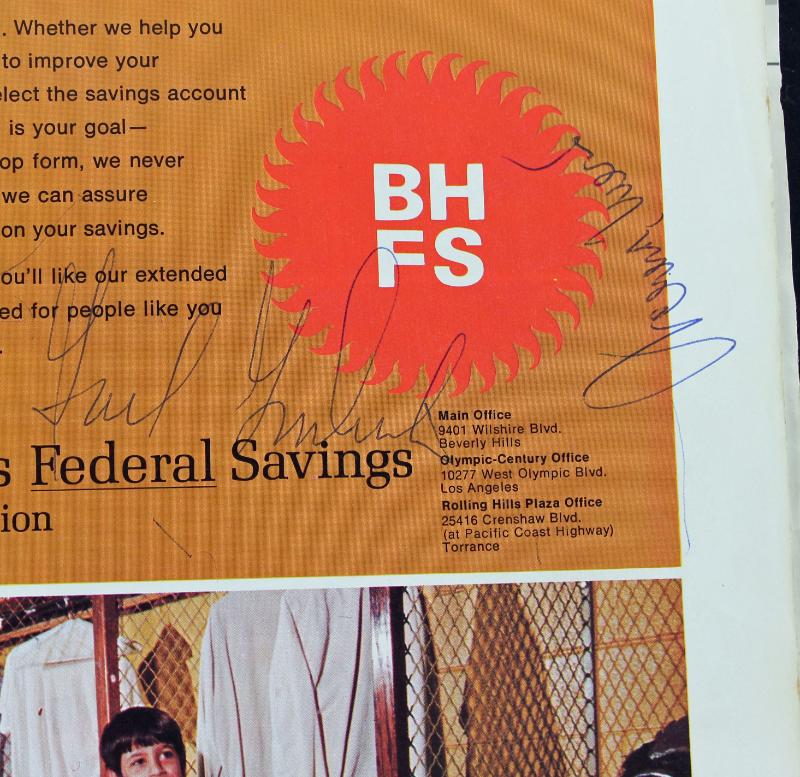 . Whether we help you
to improve your
elect the savings account
is your goal—
op form, we never
we can assure
on your savings.
ou'll like our extended
ed for people like you
.
BH
FS
Main Office
9401 Wilshire Blvd.
Beverly Hills
Olympic-Century Office
10277 West Olympic Blvd.
Los Angeles
Rolling Hills Plaza Office
25416 Crenshaw Blvd.
(at Pacific Coast Highway)
Torrance
s Federal Savings
ion
Gail Goodrich